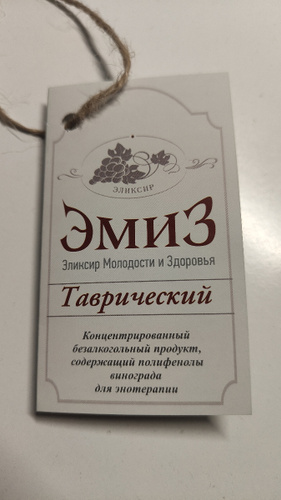 ЭЛИКСИР
ЭМИЗ
Эликсир Молодости и Здоровья
Таврический
Концентрированный
безалкогольный продукт,
содержащий полифенолы
винограда
для энотерапии